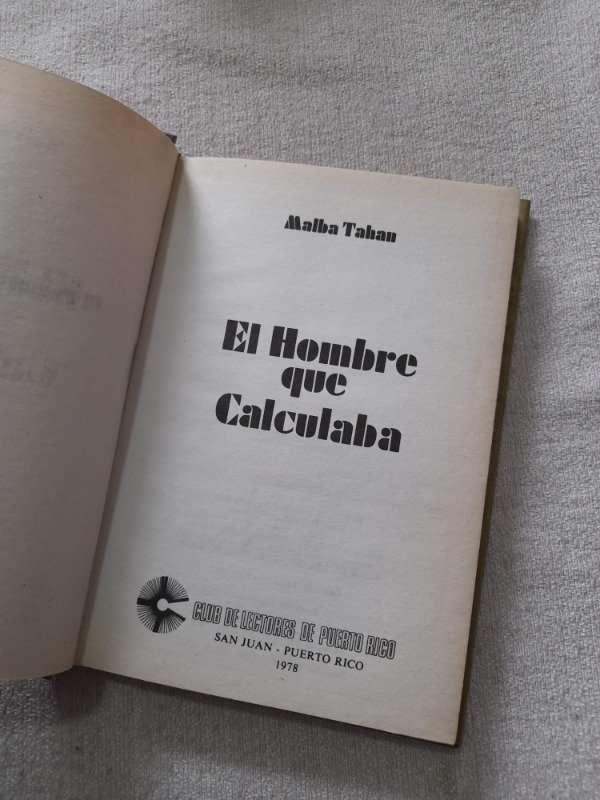 Malba Tahan
El Hombre
que
Calculaba
CLUB DE LECTORES DE PUERTO RICO
SAN JUAN - PUERTO RICO
1978